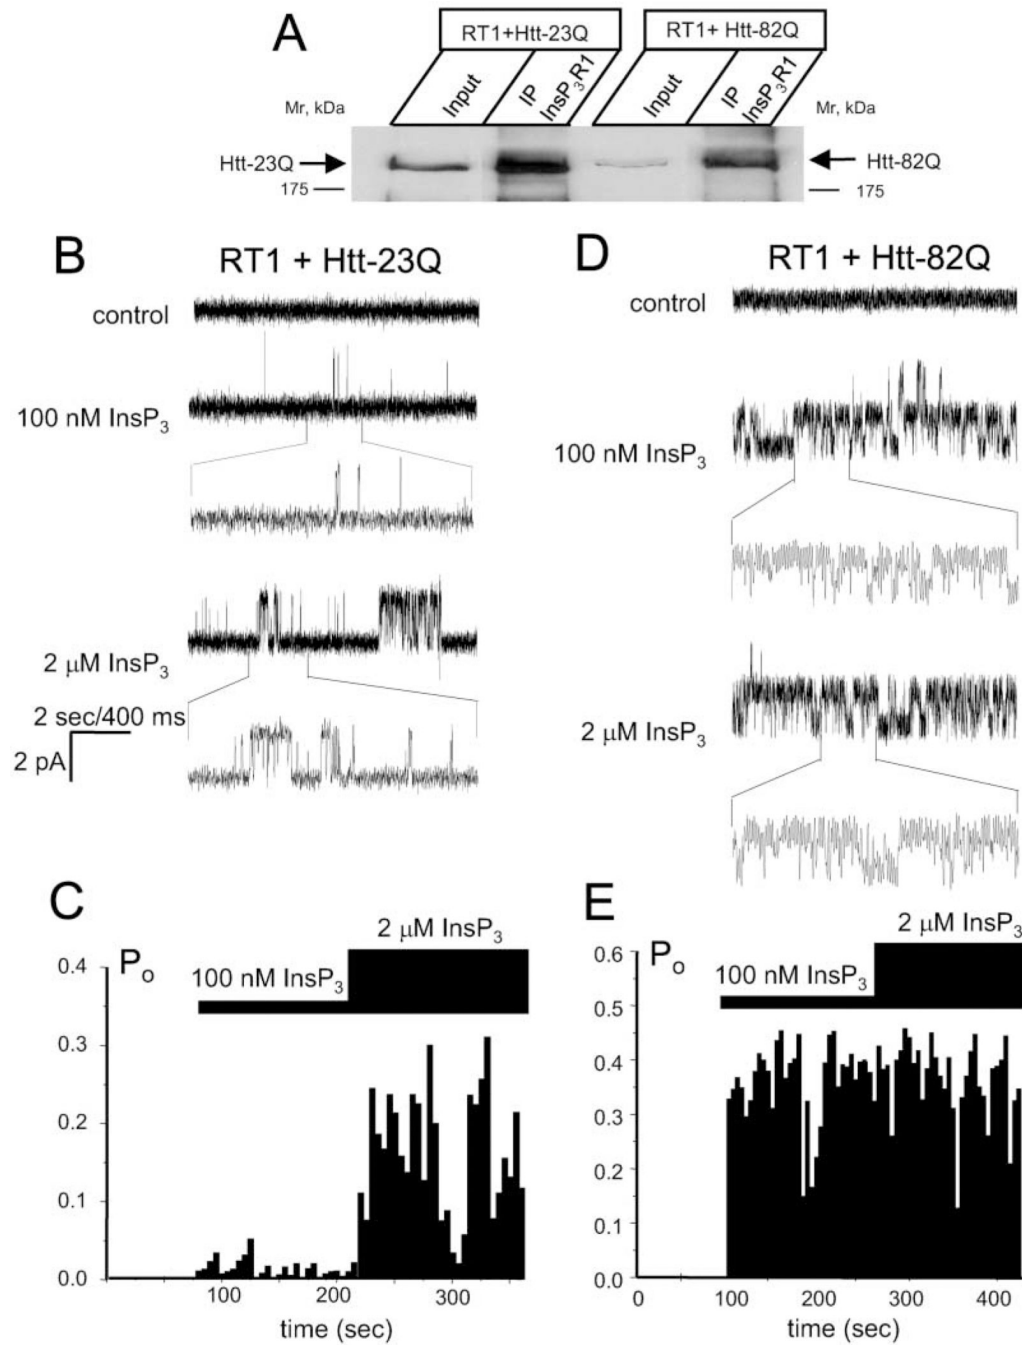 A
RT1+Htt-23Q
RT1+ Htt-82Q
Input
IP
InsP3R1
Input
IP
InsP3R1
Mr, kDa
Mr, kDa
Htt-23Q
Htt-82Q
175
175
B
RT1 + Htt-23Q
control
100 nM InsP3
2 μM InsP3
2 sec/400 ms
2 pA
D
RT1 + Htt-82Q
control
100 nM InsP3
2 μM InsP3
C
2 μM InsP3
Po
100 nM InsP3
0.4
0.3
0.2
0.1
0.0
100 200 300
time (sec)
E
2 μM InsP3
Po
100 nM InsP3
0.6
0.5
0.4
0.3
0.2
0.1
0.0
0 100 200 300 400
time (sec)